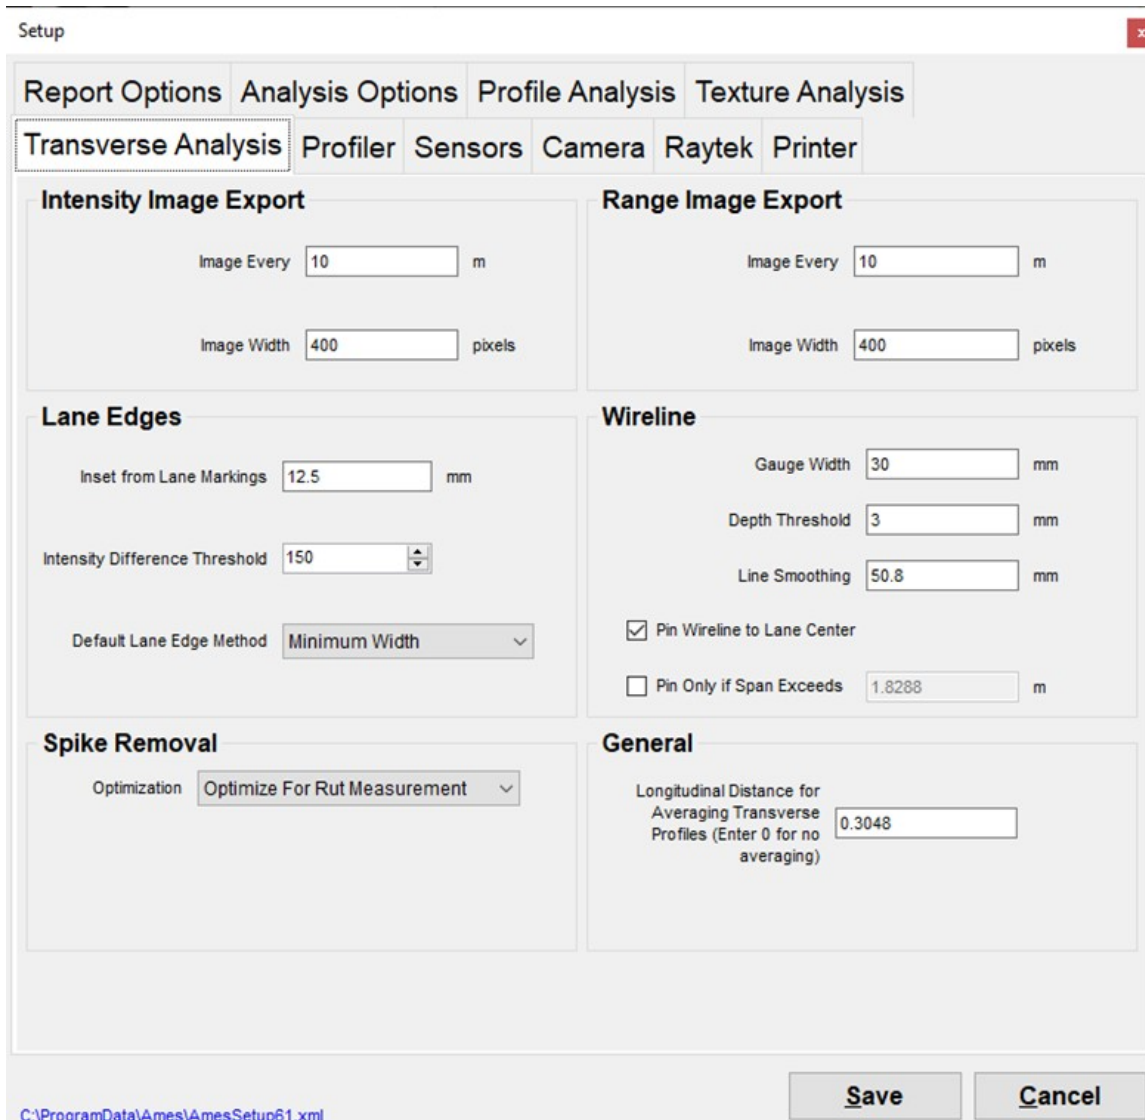 Setup
x
Report Options Analysis Options Profile Analysis Texture Analysis
Transverse Analysis Profiler Sensors Camera Raytek Printer
Intensity Image Export
Image Every 10 m
Image Width 400 pixels
Range Image Export
Image Every 10 m
Image Width 400 pixels
Lane Edges
Inset from Lane Markings 12.5 mm
Intensity Difference Threshold 150
Default Lane Edge Method Minimum Width
Wireline
Gauge Width 30 mm
Depth Threshold 3 mm
Line Smoothing 50.8 mm
Pin Wireline to Lane Center
Pin Only if Span Exceeds 1.8288 m
Spike Removal
Optimization Optimize For Rut Measurement
General
Longitudinal Distance for
Averaging Transverse
Profiles (Enter 0 for no
averaging)
0.3048
Save Cancel
C:\ProgramData\Ames\AmesSetup61.xml